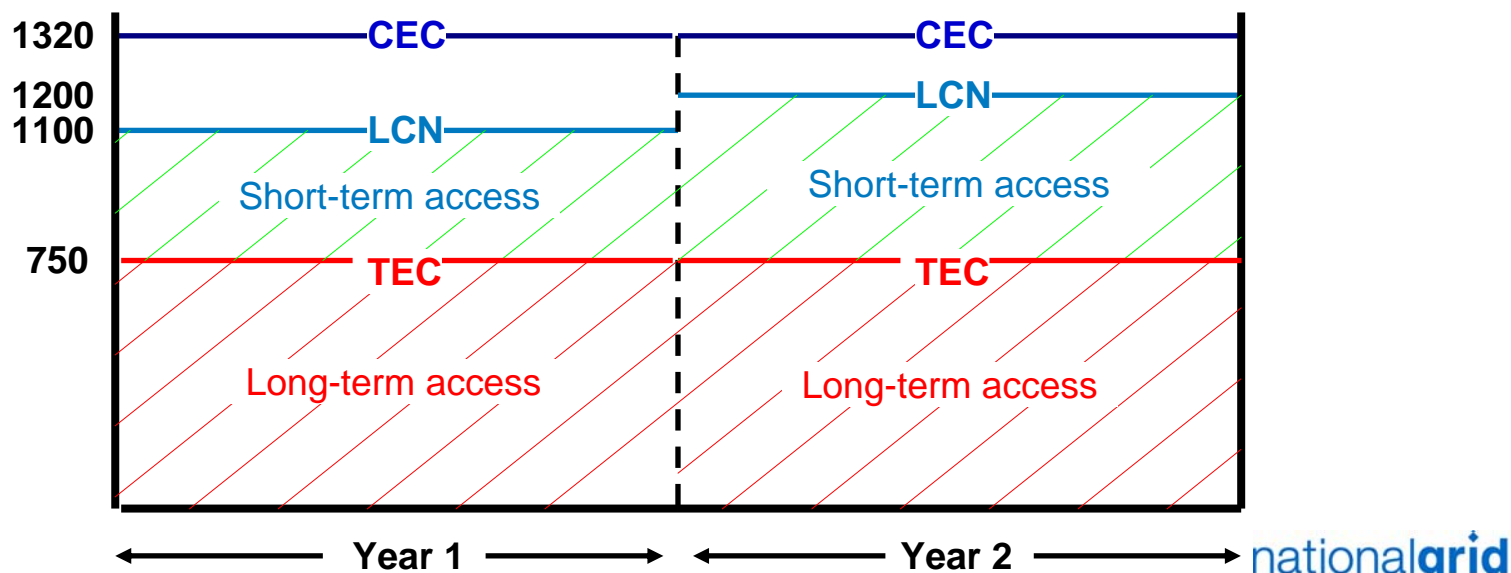 1320 CEC CEC
1200 LCN
1100 LCN
Short-term access Short-term access
750 TEC TEC
Long-term access Long-term access
Year 1 Year 2
nationalgrid